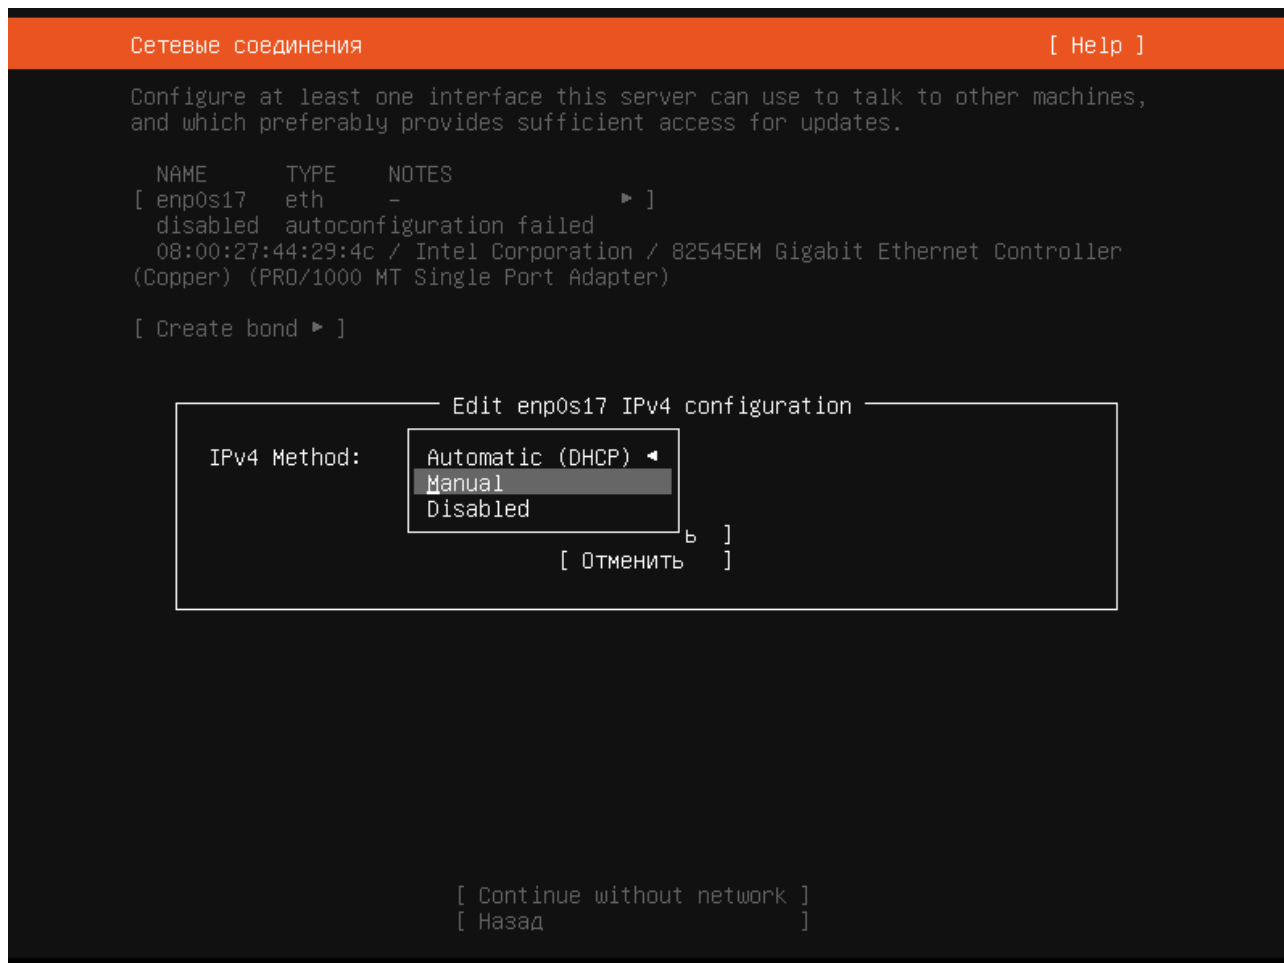 Сетевые соединения [ Help ]
Configure at least one interface this server can use to talk to other machines,
and which preferably provides sufficient access for updates.
NAME TYPE NOTES
[ enp0s17 eth – ▸ ]
disabled autoconfiguration failed
08:00:27:44:29:4c / Intel Corporation / 82545EM Gigabit Ethernet Controller
(Copper) (PRO/1000 MT Single Port Adapter)
[ Create bond ▸ ]
Edit enp0s17 IPv4 configuration
IPv4 Method: Automatic (DHCP) ◂
Manual
Disabled
ь ]
[ Отменить ]
[ Continue without network ]
[ Назад ]